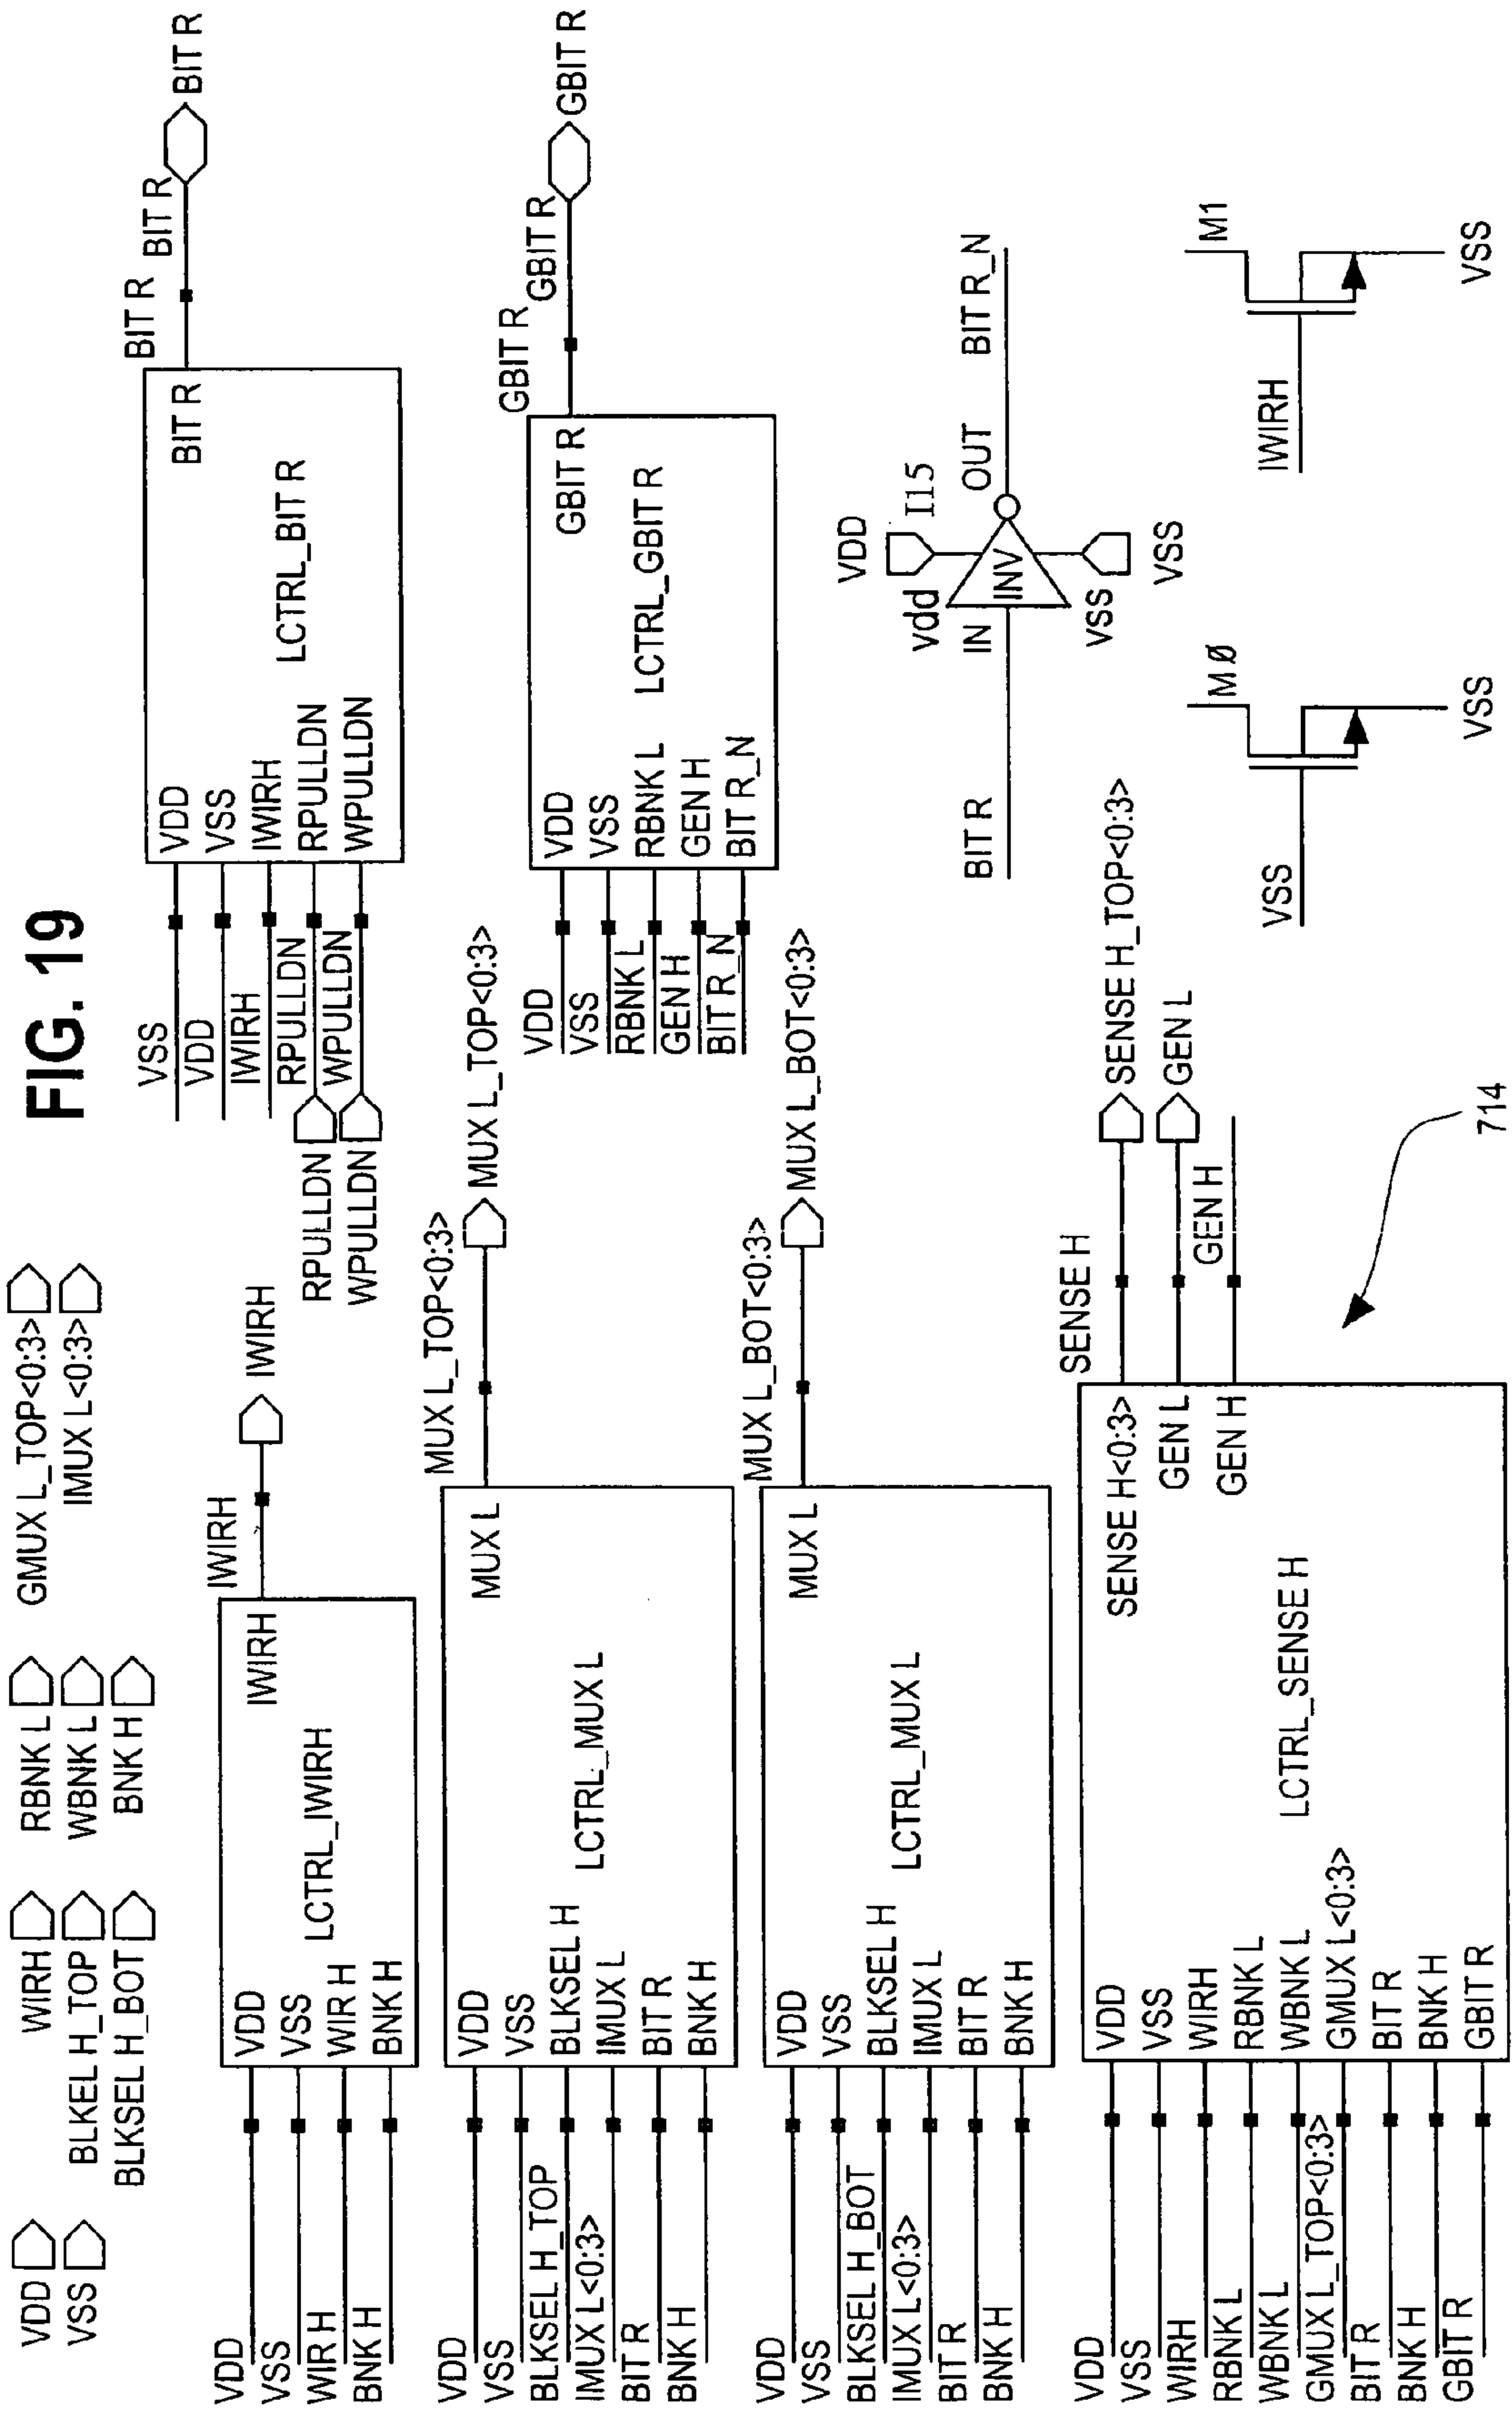 FIG. 19
VDD
VSS
WIRH
BLKEL H_TOP
BLKSEL H_BOT
RBNK L
WBNK L
BNK H
GMUX L_TOP<0:3>
IMUX L<0:3>
VDD
VSS
WIR H
BNK H
VDD
VSS
WIR H
BNK H
LCTRL_IWIRH
IWIRH
IWIRH
IWIRH
VSS
VDD
IWIRH
RPULLDN
WPULLDN
RPULLDN
WPULLDN
VDD
VSS
IWIRH
RPULLDN
WPULLDN
LCTRL_BIT R
BIT R
BIT R
BIT R
BIT R
VDD
VSS
BLKSEL H_TOP
IMUX L<0:3>
BIT R
BNK H
VDD
VSS
BLKSEL H
IMUX L
BIT R
BNK H
LCTRL_MUX L
MUX L
MUX L_TOP<0:3>
MUX L_TOP<0:3>
VDD
VSS
RBNK L
GEN H
BIT R_N
VDD
VSS
RBNK L
GEN H
BIT R_N
LCTRL_GBIT R
GBIT R
GBIT R
GBIT R
GBIT R
VDD
VSS
BLKSEL H_BOT
IMUX L<0:3>
BIT R
BNK H
VDD
VSS
BLKSEL H
IMUX L
BIT R
BNK H
LCTRL_MUX L
MUX L
MUX L_BOT<0:3>
MUX L_BOT<0:3>
BIT R
IN
vdd
VDD
I15
INV
OUT
BIT R_N
VSS
VSS
VDD
VSS
WIRH
RBNK L
WBNK L
GMUX L_TOP<0:3>
BIT R
BNK H
GBIT R
VDD
VSS
WIRH
RBNK L
WBNK L
GMUX L<0:3>
BIT R
BNK H
GBIT R
LCTRL_SENSE H
SENSE H<0:3>
GEN L
GEN H
SENSE H
GEN H
SENSE H_TOP<0:3>
GEN L
714
VSS
MØ
VSS
IWIRH
M1
VSS